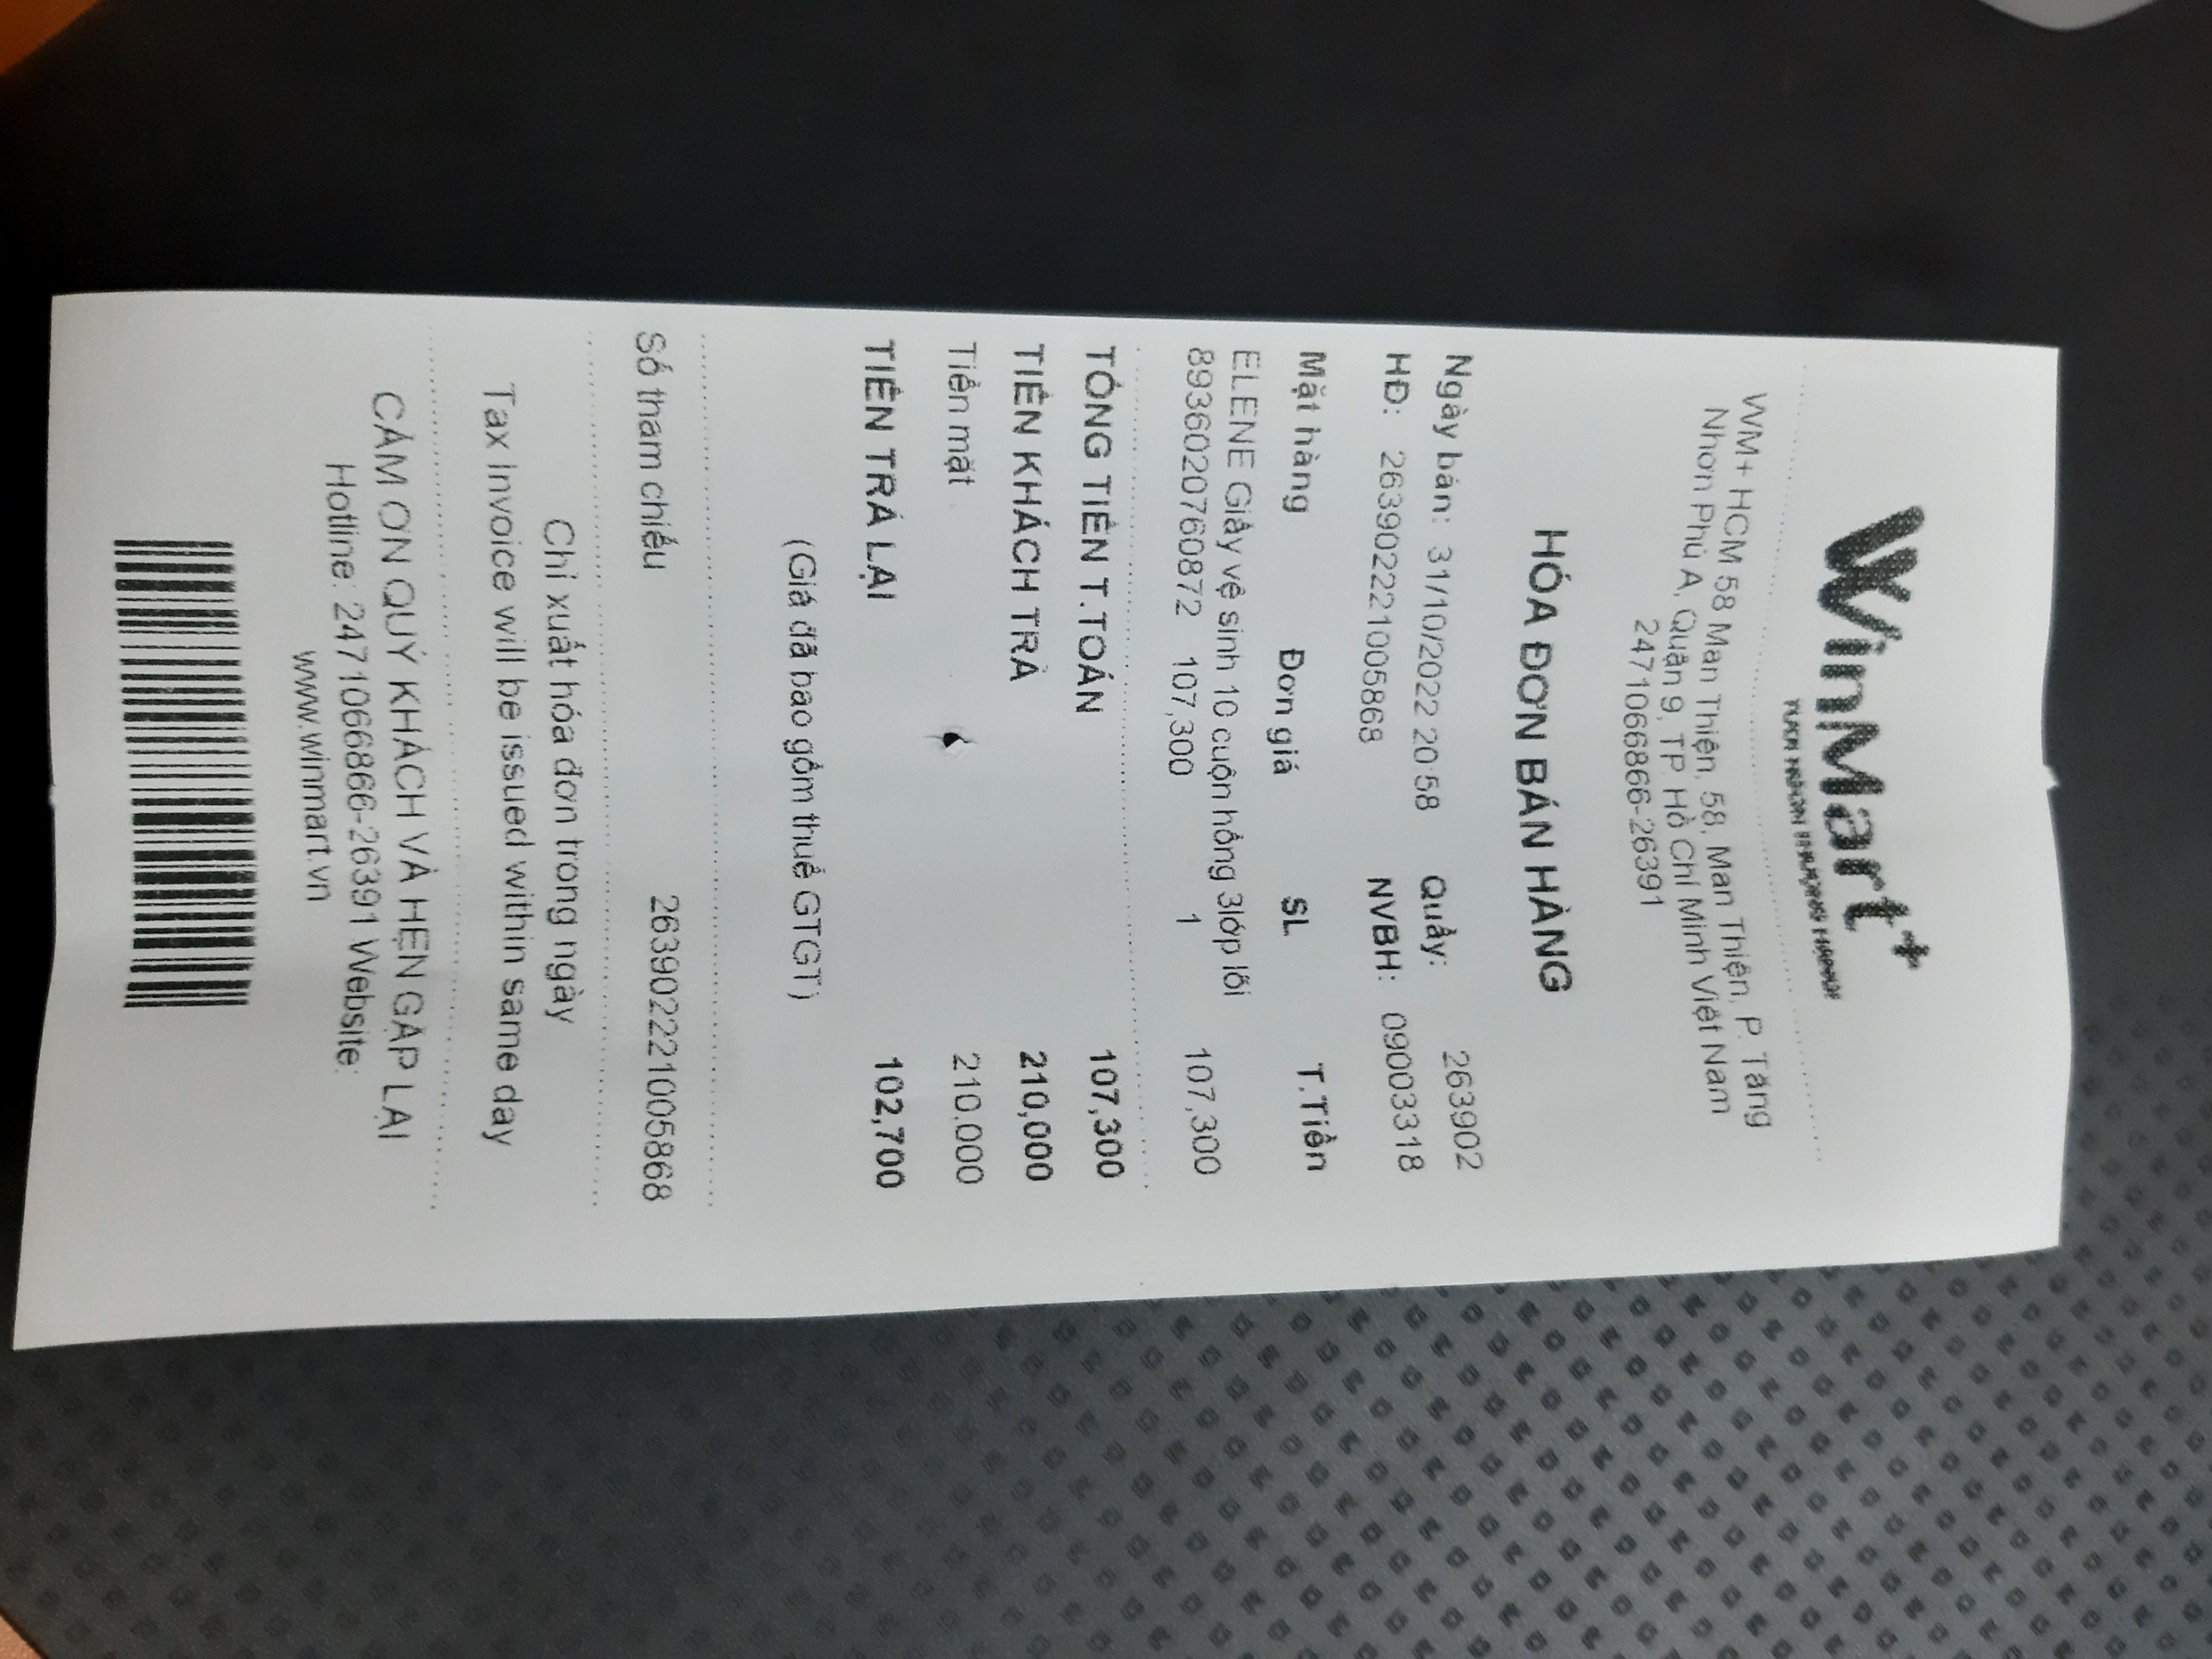 WinMart+
TƯƠI NGON THƯỢNG HẠNG!
WM+ HCM 58 Man Thiện, 58, Man Thiện, P. Tăng
Nhơn Phú A, Quận 9, TP. Hồ Chí Minh Việt Nam
2471066866-26391
HÓA ĐƠN BÁN HÀNG
Ngày bán: 31/10/2022 20:58 Quầy: 263902
HĐ: 263902221005868 NVBH: 09003318
Mặt hàng Đơn giá SL T.Tiền
ELENE Giấy vệ sinh 10 cuộn hồng 3lớp lõi
8936020760872 107,300 1 107,300
TỔNG TIỀN T.TOÁN 107,300
TIỀN KHÁCH TRẢ 210,000
Tiền mặt 210.000
TIỀN TRẢ LẠI 102,700
(Giá đã bao gồm thuế GTGT)
Số tham chiếu 263902221005868
Chỉ xuất hóa đơn trong ngày
Tax Invoice will be issued within same day
CẢM ƠN QUÝ KHÁCH VÀ HẸN GẶP LẠI
Hotline: 2471066866-26391 Website:
www.winmart.vn